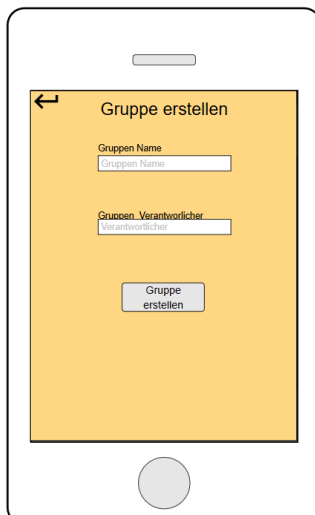 Gruppe erstellen
Gruppen Name
Gruppen Name
Gruppen Verantworlicher
Verantwortlicher
Gruppe
erstellen